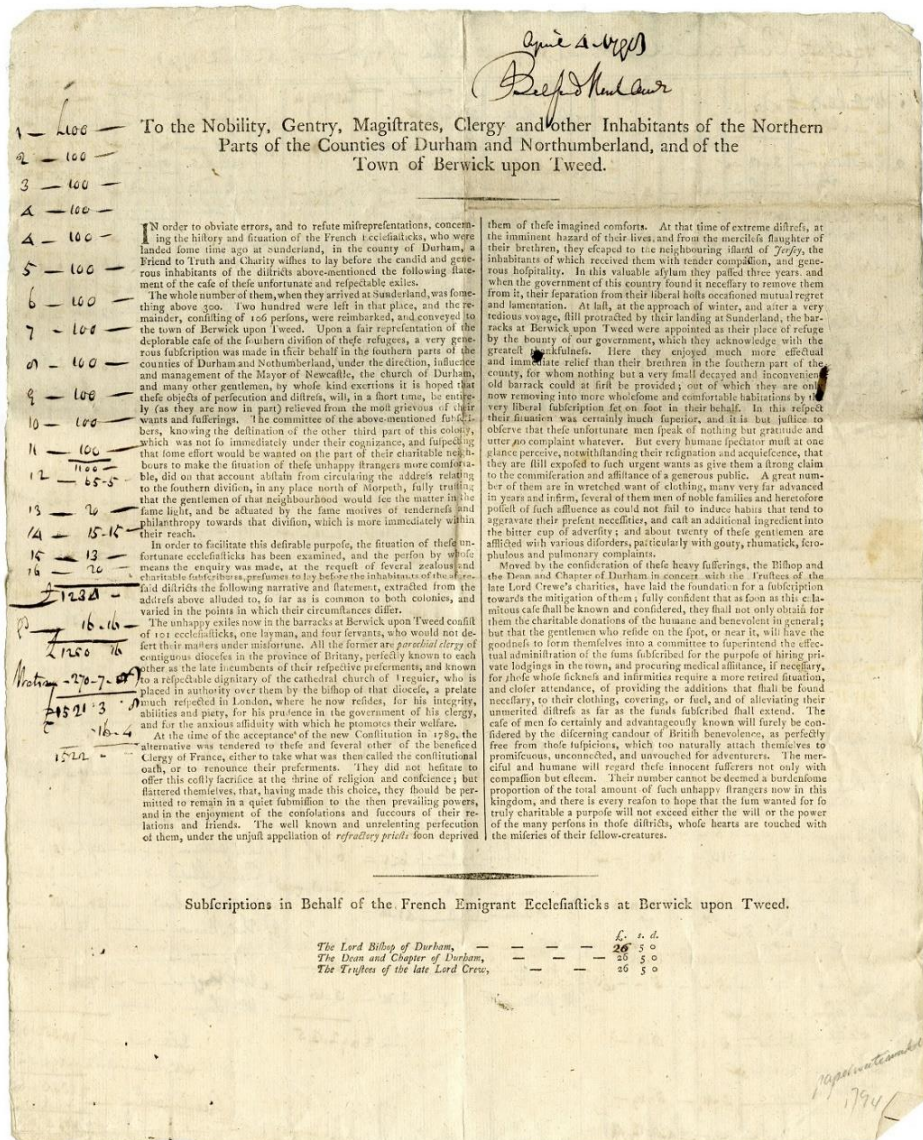 April 4
To the Nobility, Gentry, Magiſtrates, Clergy and other Inhabitants of the Northern
Parts of the Counties of Durham and Northumberland, and of the
Town of Berwick upon Tweed.
1 — £100
2 — 100
3 — 100
4 — 100
4 — 100
5 — 100
6 — 100
7 — 100
8 — 100
9 — 100
10 — 100
11 — 100
1100
12 — 65-5
13 — 20
14 15-15
15 — 13
16 — 20
£ 1234
16-16
£ 1250 16
270-7
1521 3
16-4
1522
IN order to obviate errors, and to refute miſrepreſentations, concern-
ing the hiſtory and ſituation of the French eccleſiaſticks, who were
landed ſome time ago at Sunderland, in the county of Durham, a
Friend to Truth and Charity wiſhes to lay before the candid and gene-
rous inhabitants of the diſtricts above-mentioned the following ſtate-
ment of the caſe of theſe unfortunate and reſpectable exiles.
The whole number of them, when they arrived at Sunderland, was ſome-
thing above 300. Two hundred were left in that place, and the re-
mainder, conſiſting of 106 perſons, were reimbarked, and conveyed to
the town of Berwick upon Tweed. Upon a fair repreſentation of the
deplorable caſe of the ſouthern diviſion of theſe refugees, a very gene-
rous ſubſcription was made in their behalf in the ſouthern parts of the
counties of Durham and Nothumberland, under the direction, influence
and management of the Mayor of Newcaſtle, the church of Durham,
and many other gentlemen, by whoſe kind exertions it is hoped that
theſe objects of perſecution and diſtreſs, will, in a ſhort time, be entire-
ly (as they are now in part) relieved from the moſt grievous of their
wants and ſufferings. The committee of the above-mentioned ſubſcri-
bers, knowing the deſtination of the other third part of this colony,
which was not ſo immediately under their cognizance, and ſuſpecting
that ſome effort would be wanted on the part of their charitable neigh-
bours to make the ſituation of theſe unhappy ſtrangers more comforta-
ble, did on that account abſtain from circulating the addreſs relating
to the ſouthern diviſion, in any place north of Morpeth, fully truſting
that the gentlemen of that neighbourhood would ſee the matter in the
ſame light, and be actuated by the ſame motives of tenderneſs and
philanthropy towards that diviſion, which is more immediately within
their reach.
In order to facilitate this deſirable purpoſe, the ſituation of theſe un-
fortunate eccleſiaſticks has been examined, and the perſon by whoſe
means the enquiry was made, at the requeſt of ſeveral zealous and
charitable ſubſcribers, preſumes to lay before the inhabitants of the afore-
ſaid diſtricts the following narrative and ſtatement, extracted from the
addreſs above alluded to, ſo far as is common to both colonies, and
varied in the points in which their circumſtances differ.
The unhappy exiles now in the barracks at Berwick upon Tweed conſiſt
of 101 eccleſiaſticks, one layman, and four ſervants, who would not de-
ſert their maſters under misfortune. All the former are parochial clergy of
contiguous dioceſes in the province of Britany, perfectly known to each
other as the late incumbents of their reſpective preferments, and known
to a reſpectable dignitary of the cathedral church of Treguier, who is
placed in authority over them by the biſhop of that dioceſe, a prelate
much reſpected in London, where he now reſides, for his integrity,
abilities and piety, for his prudence in the government of his clergy,
and for the anxious aſſiduity with which he promotes their welfare.
At the time of the acceptance of the new Conſtitution in 1789, the
alternative was tendered to theſe and ſeveral other of the beneficed
Clergy of France, either to take what was then called the conſtitutional
oath, or to renounce their preferments. They did not heſitate to
offer this coſtly ſacrifice at the ſhrine of religion and conſcience; but
flattered themſelves, that, having made this choice, they ſhould be per-
mitted to remain in a quiet ſubmiſſion to the then prevailing powers,
and in the enjoyment of the conſolations and ſuccours of their re-
lations and friends. The well known and unrelenting perſecution
of them, under the unjuſt appellation of refractory prieſts ſoon deprived
them of theſe imagined comforts. At that time of extreme diſtreſs, at
the imminent hazard of their lives, and from the mercileſs ſlaughter of
their brethren, they eſcaped to the neighbouring iſland of Jerſey, the
inhabitants of which received them with tender compaſſion, and gene-
rous hoſpitality. In this valuable aſylum they paſſed three years, and
when the government of this country found it neceſſary to remove them
from it, their ſeparation from their liberal hoſts occaſioned mutual regret
and lamentation. At laſt, at the approach of winter, and after a very
tedious voyage, ſtill protracted by their landing at Sunderland, the bar-
racks at Berwick upon Tweed were appointed as their place of refuge
by the bounty of our government, which they acknowledge with the
greateſt thankfulneſs. Here they enjoyed much more effectual
and immediate relief than their brethren in the ſouthern part of the
county, for whom nothing but a very ſmall decayed and inconvenient
old barrack could at firſt be provided; out of which they are only
now removing into more wholeſome and comfortable habitations by the
very liberal ſubſcription ſet on foot in their behalf. In this reſpect
their ſituation was certainly much ſuperior, and it is but juſtice to
obſerve that theſe unfortunate men ſpeak of nothing but gratitude and
utter no complaint whatever. But every humane ſpectator muſt at one
glance perceive, notwithſtanding their reſignation and acquieſcence, that
they are ſtill expoſed to ſuch urgent wants as give them a ſtrong claim
to the commiſeration and aſſiſtance of a generous public. A great num-
ber of them are in wretched want of clothing, many very far advanced
in years and infirm, ſeveral of them men of noble families and heretofore
poſſeſt of ſuch affluence as could not fail to induce habits that tend to
aggravate their preſent neceſſities, and caſt an additional ingredient into
the bitter cup of adverſity; and about twenty of theſe gentlemen are
afflicted with various diſorders, particularly with gouty, rhumatick, ſcro-
phulous and pulmonary complaints.
Moved by the conſideration of theſe heavy ſufferings, the Biſhop and
the Dean and Chapter of Durham in concert with the Truſtees of the
late Lord Crewe's charities, have laid the foundation for a ſubſcription
towards the mitigation of them; fully confident that as ſoon as this cala-
mitous caſe ſhall be known and conſidered, they ſhall not only obtain for
them the charitable donations of the humane and benevolent in general;
but that the gentlemen who reſide on the ſpot, or near it, will have the
goodneſs to form themſelves into a committee to ſuperintend the effec-
tual adminiſtration of the ſums ſubſcribed for the purpoſe of hiring pri-
vate lodgings in the town, and procuring medical aſſiſtance, if neceſſary,
for thoſe whoſe ſickneſs and infirmities require a more retired ſituation,
and cloſer attendance, of providing the additions that ſhall be found
neceſſary, to their clothing, covering, or fuel, and of alleviating their
unmerited diſtreſs as far as the funds ſubſcribed ſhall extend. The
caſe of men ſo certainly and advantageouſly known will ſurely be con-
ſidered by the diſcerning candour of Britiſh benevolence, as perfectly
free from thoſe ſuſpicions, which too naturally attach themſelves to
promiſcuous, unconnected, and unvouched for adventurers. The mer-
ciful and humane will regard theſe innocent ſufferers not only with
compaſſion but eſteem. Their number cannot be deemed a burdenſome
proportion of the total amount of ſuch unhappy ſtrangers now in this
kingdom, and there is every reaſon to hope that the ſum wanted for ſo
truly charitable a purpoſe will not exceed either the will or the power
of the many perſons in thoſe diſtricts, whoſe hearts are touched with
the miſeries of their fellow-creatures.
Subſcriptions in Behalf of the French Emigrant Eccleſiaſticks at Berwick upon Tweed.
£. s. d.
The Lord Biſhop of Durham, — — — — 26 5 0
The Dean and Chapter of Durham, — — — 26 5 0
The Truſtees of the late Lord Crew, — — 26 5 0
1794